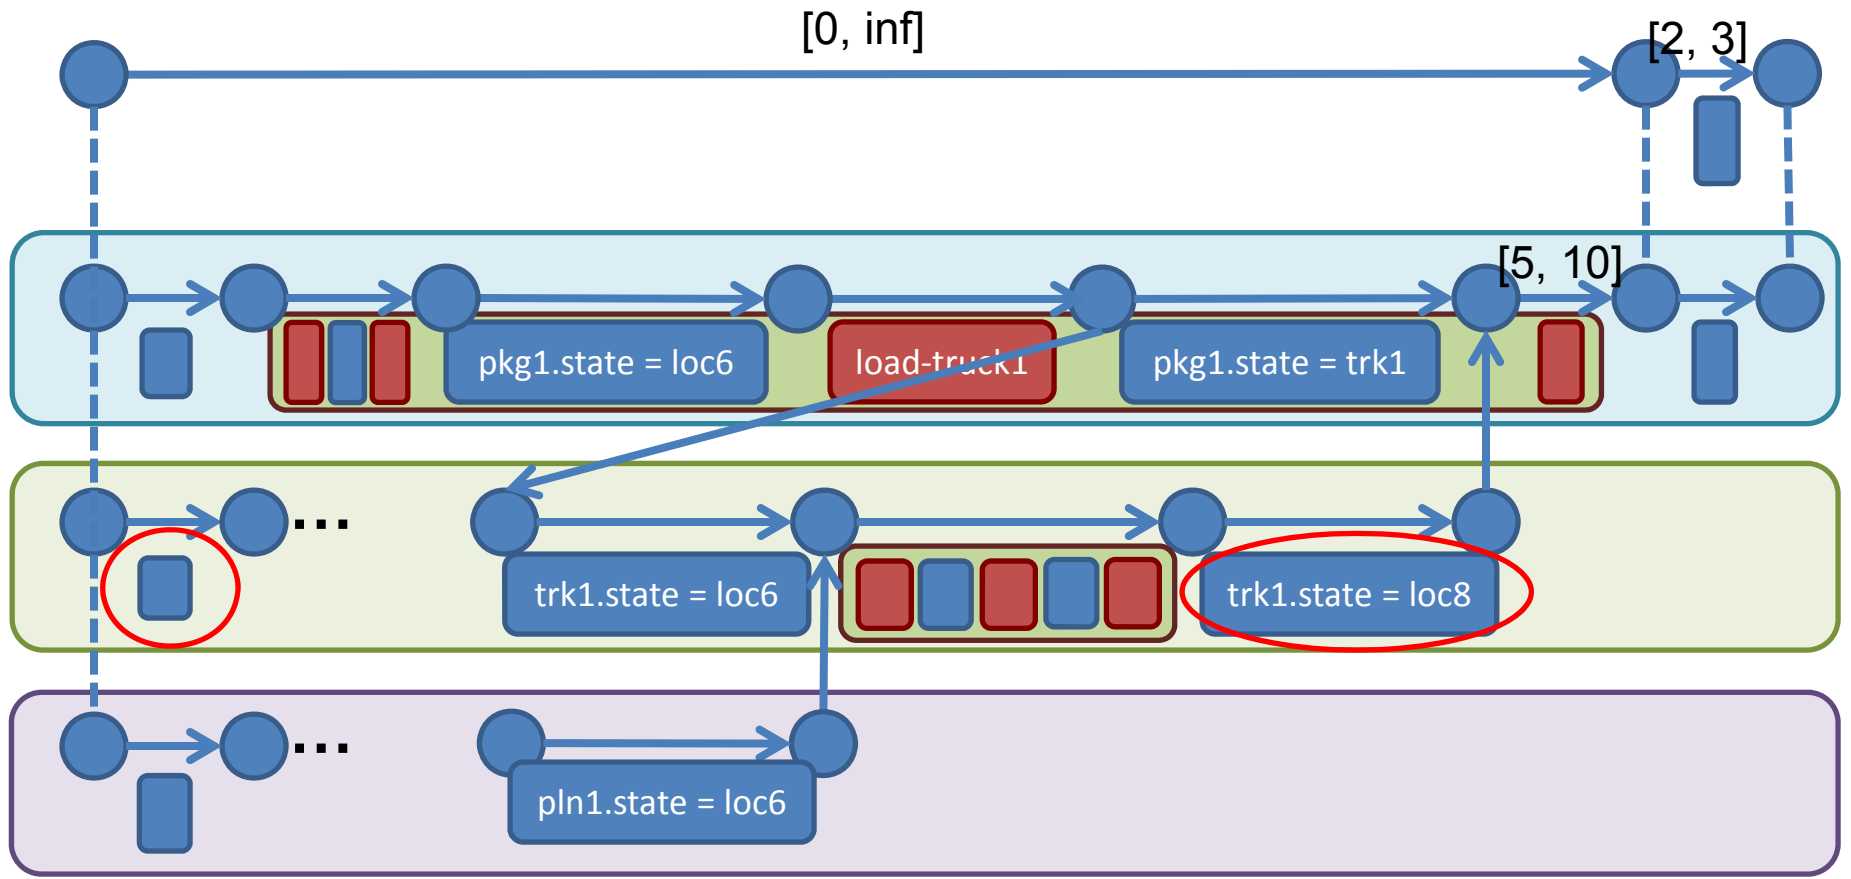 [0, inf]
[2, 3]
[5, 10]
pkg1.state = loc6
load-truck1
pkg1.state = trk1
...
trk1.state = loc6
trk1.state = loc8
...
pln1.state = loc6